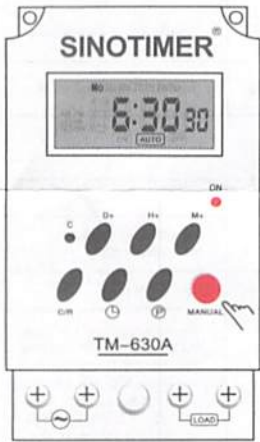 SINOTIMER®
Mo
6:30 30
AUTO
ON
D+ H+ M+
C
C/R P MANUAL
TM-630A
LOAD